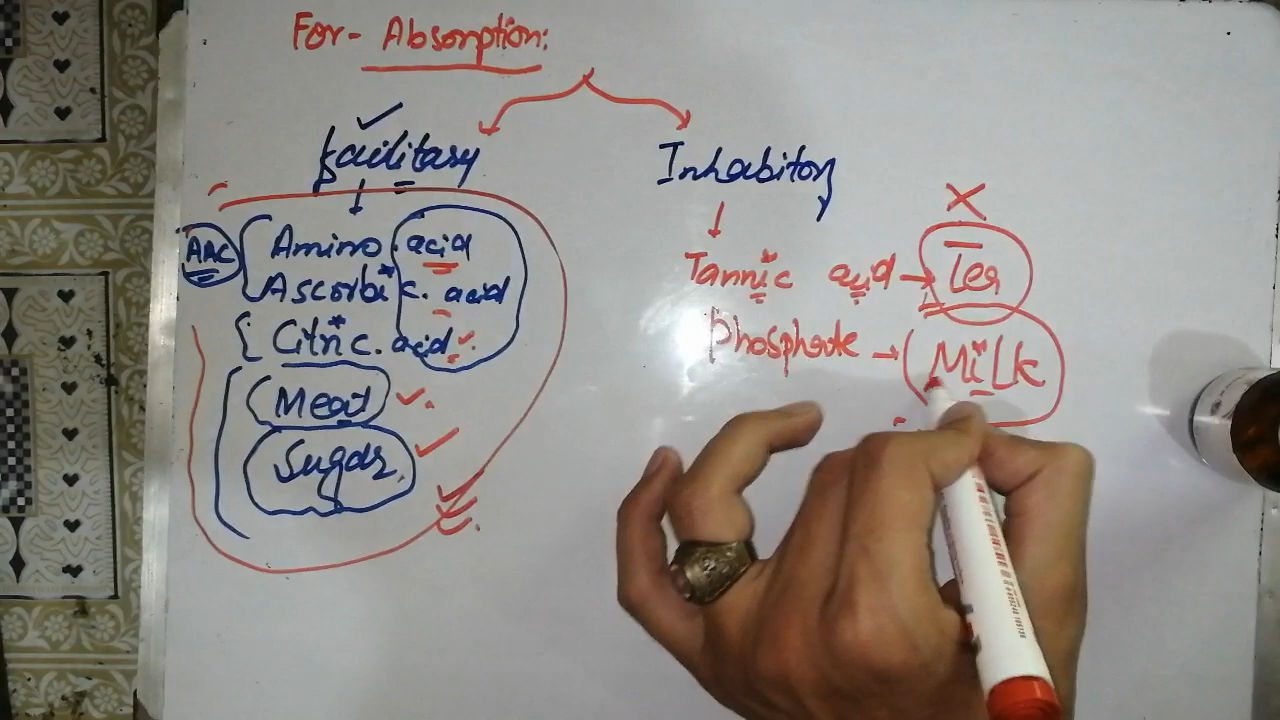 For- Absorption:
facilitary
Inhabitory
AAC
Amino acid
Ascorbic. acid
Citric. acid
Meat
Sugar
Tannic acid → Tea
Phosphate → Milk